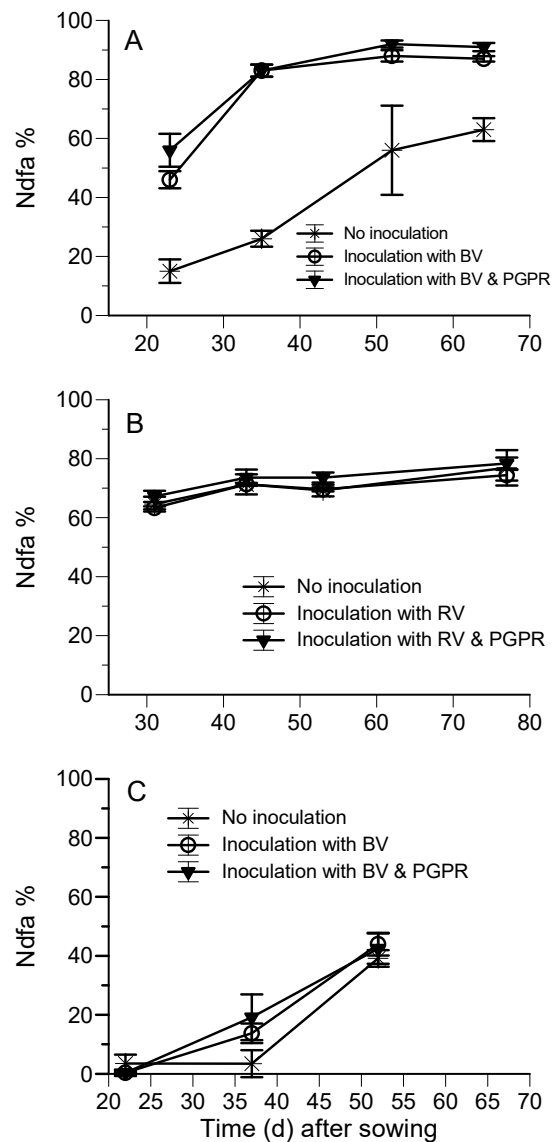 A
100
80
60
40
20
0
Ndfa %
No inoculation
Inoculation with BV
Inoculation with BV & PGPR
20 30 40 50 60 70
B
100
80
60
40
20
0
Ndfa %
No inoculation
Inoculation with RV
Inoculation with RV & PGPR
30 40 50 60 70 80
C
100
80
60
40
20
0
Ndfa %
No inoculation
Inoculation with BV
Inoculation with BV & PGPR
20 25 30 35 40 45 50 55 60 65 70
Time (d) after sowing